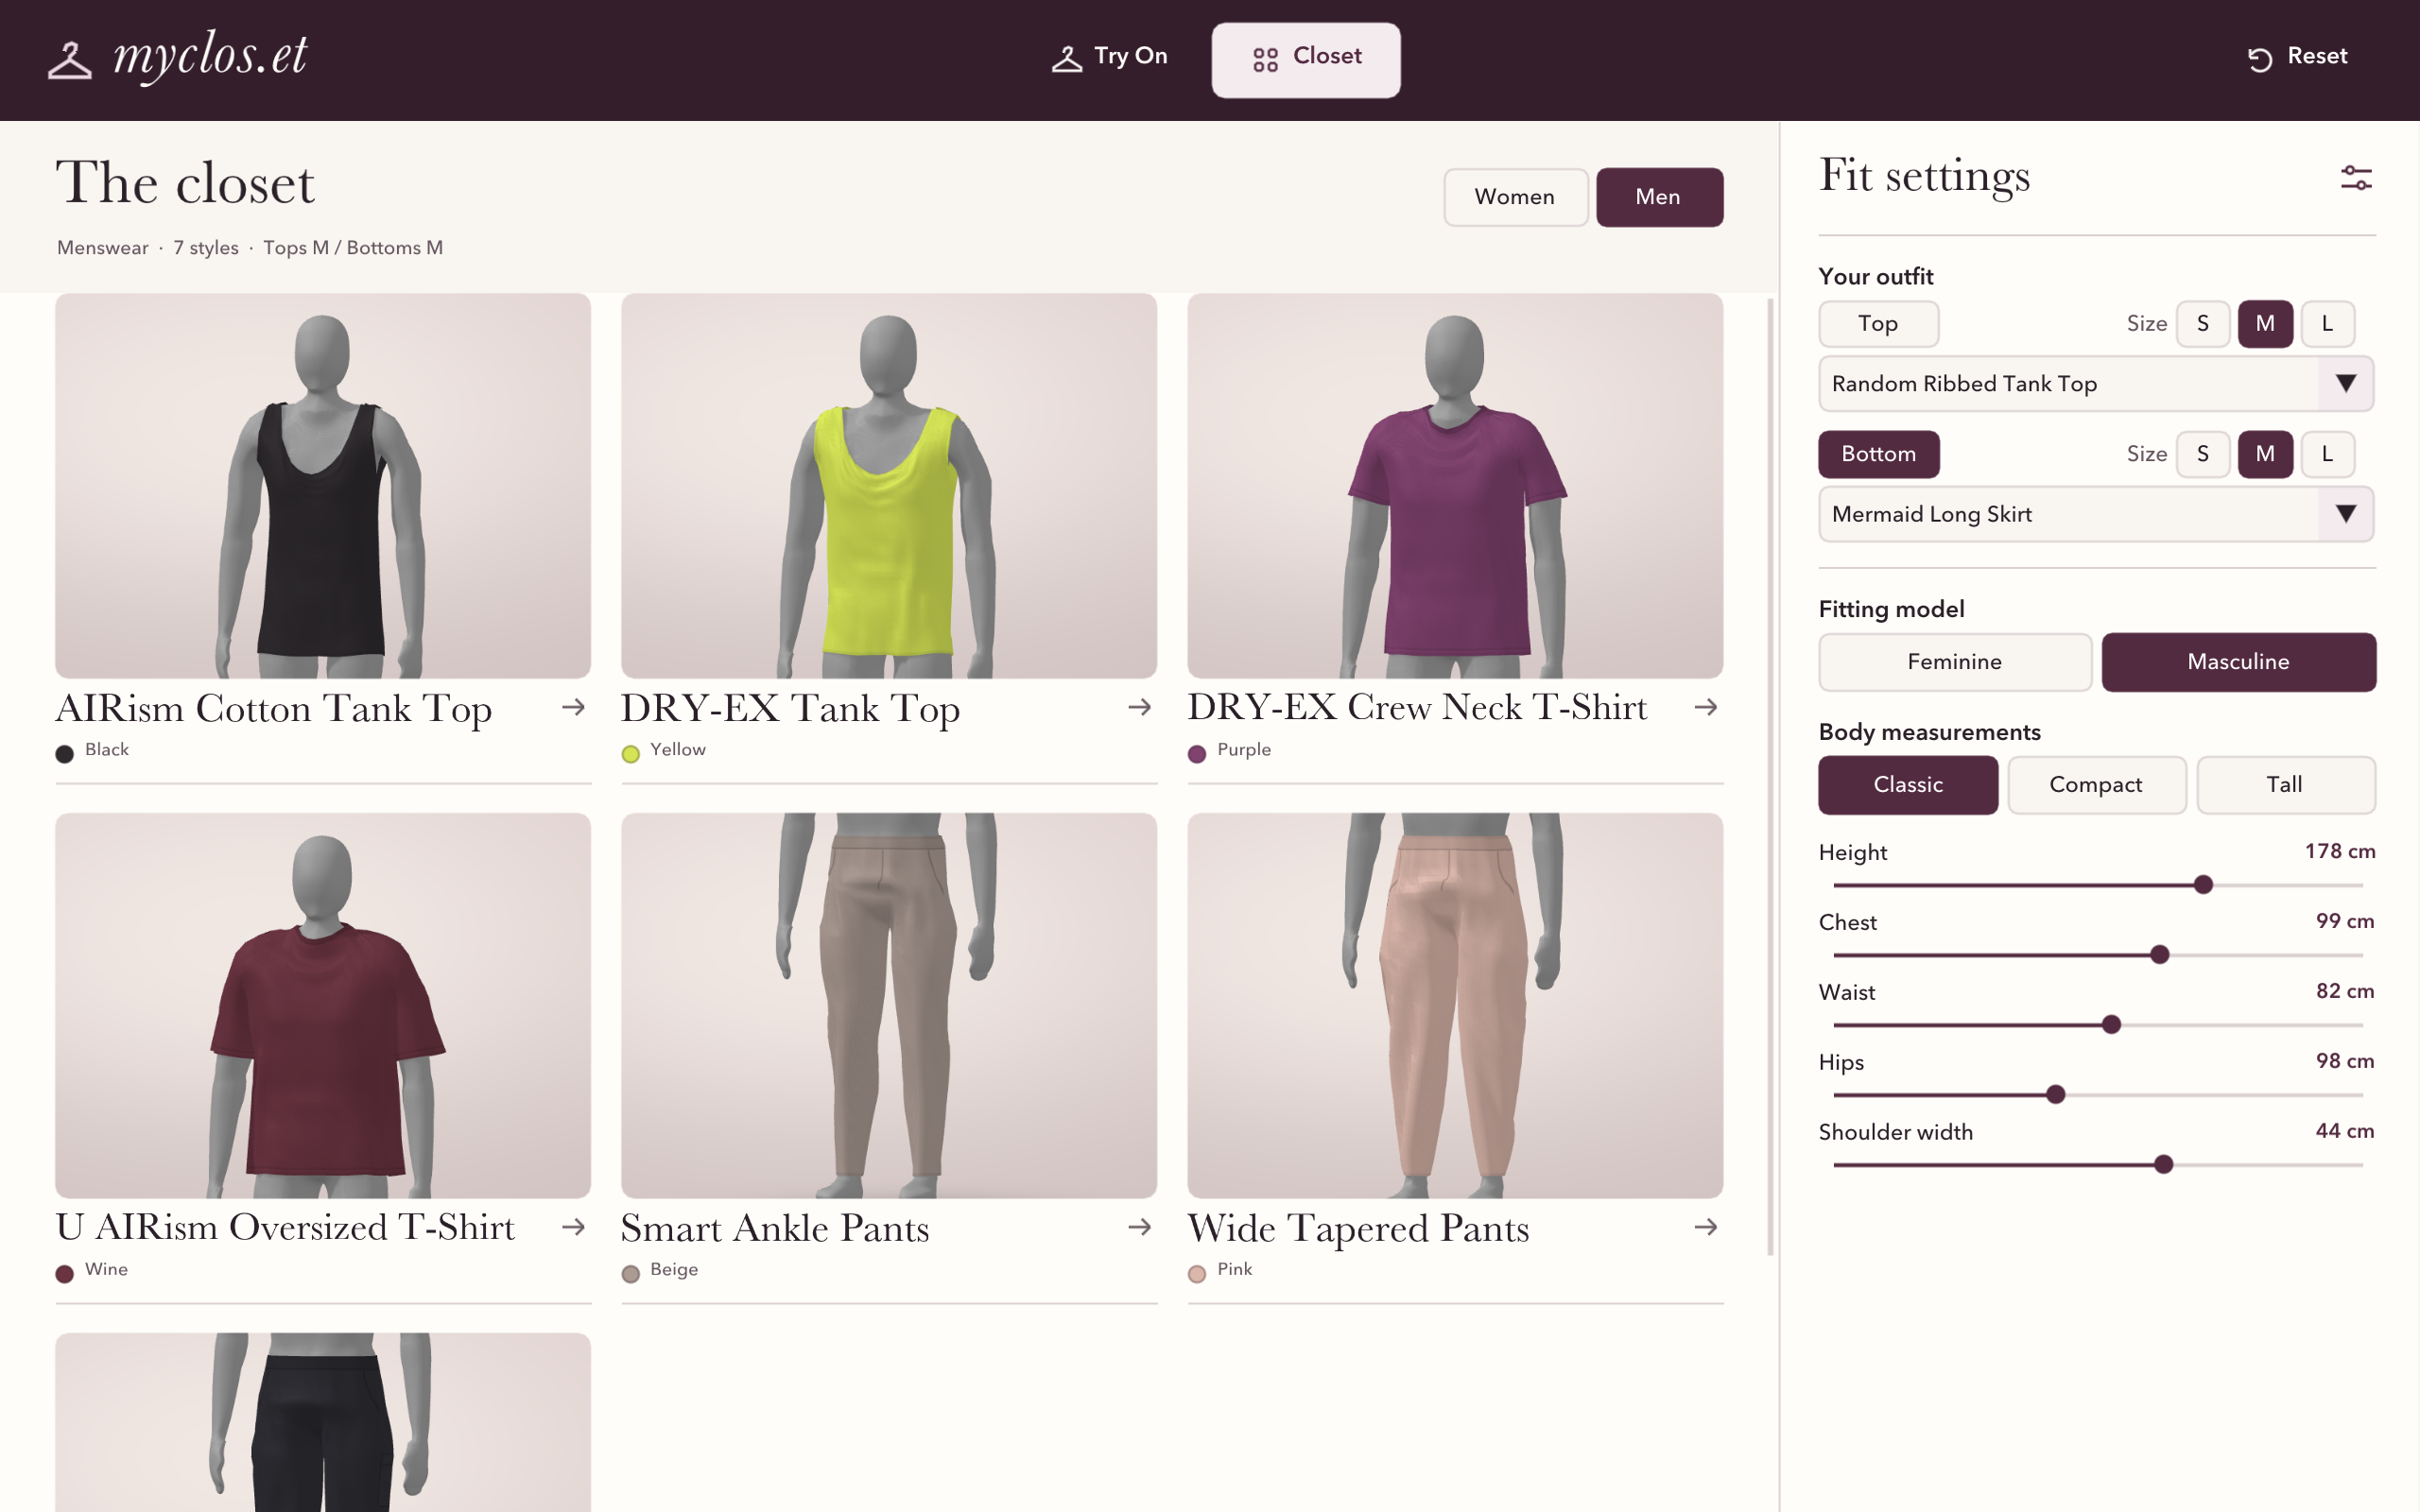 myclos.et
Try On
Closet
Reset
The closet
Women
Men
Menswear · 7 styles · Tops M / Bottoms M
AIRism Cotton Tank Top →
Black
DRY-EX Tank Top →
Yellow
DRY-EX Crew Neck T-Shirt →
Purple
U AIRism Oversized T-Shirt →
Wine
Smart Ankle Pants →
Beige
Wide Tapered Pants →
Pink
Fit settings
Your outfit
Top Size S M L
Random Ribbed Tank Top ▼
Bottom Size S M L
Mermaid Long Skirt ▼
Fitting model
Feminine Masculine
Body measurements
Classic Compact Tall
Height 178 cm
Chest 99 cm
Waist 82 cm
Hips 98 cm
Shoulder width 44 cm